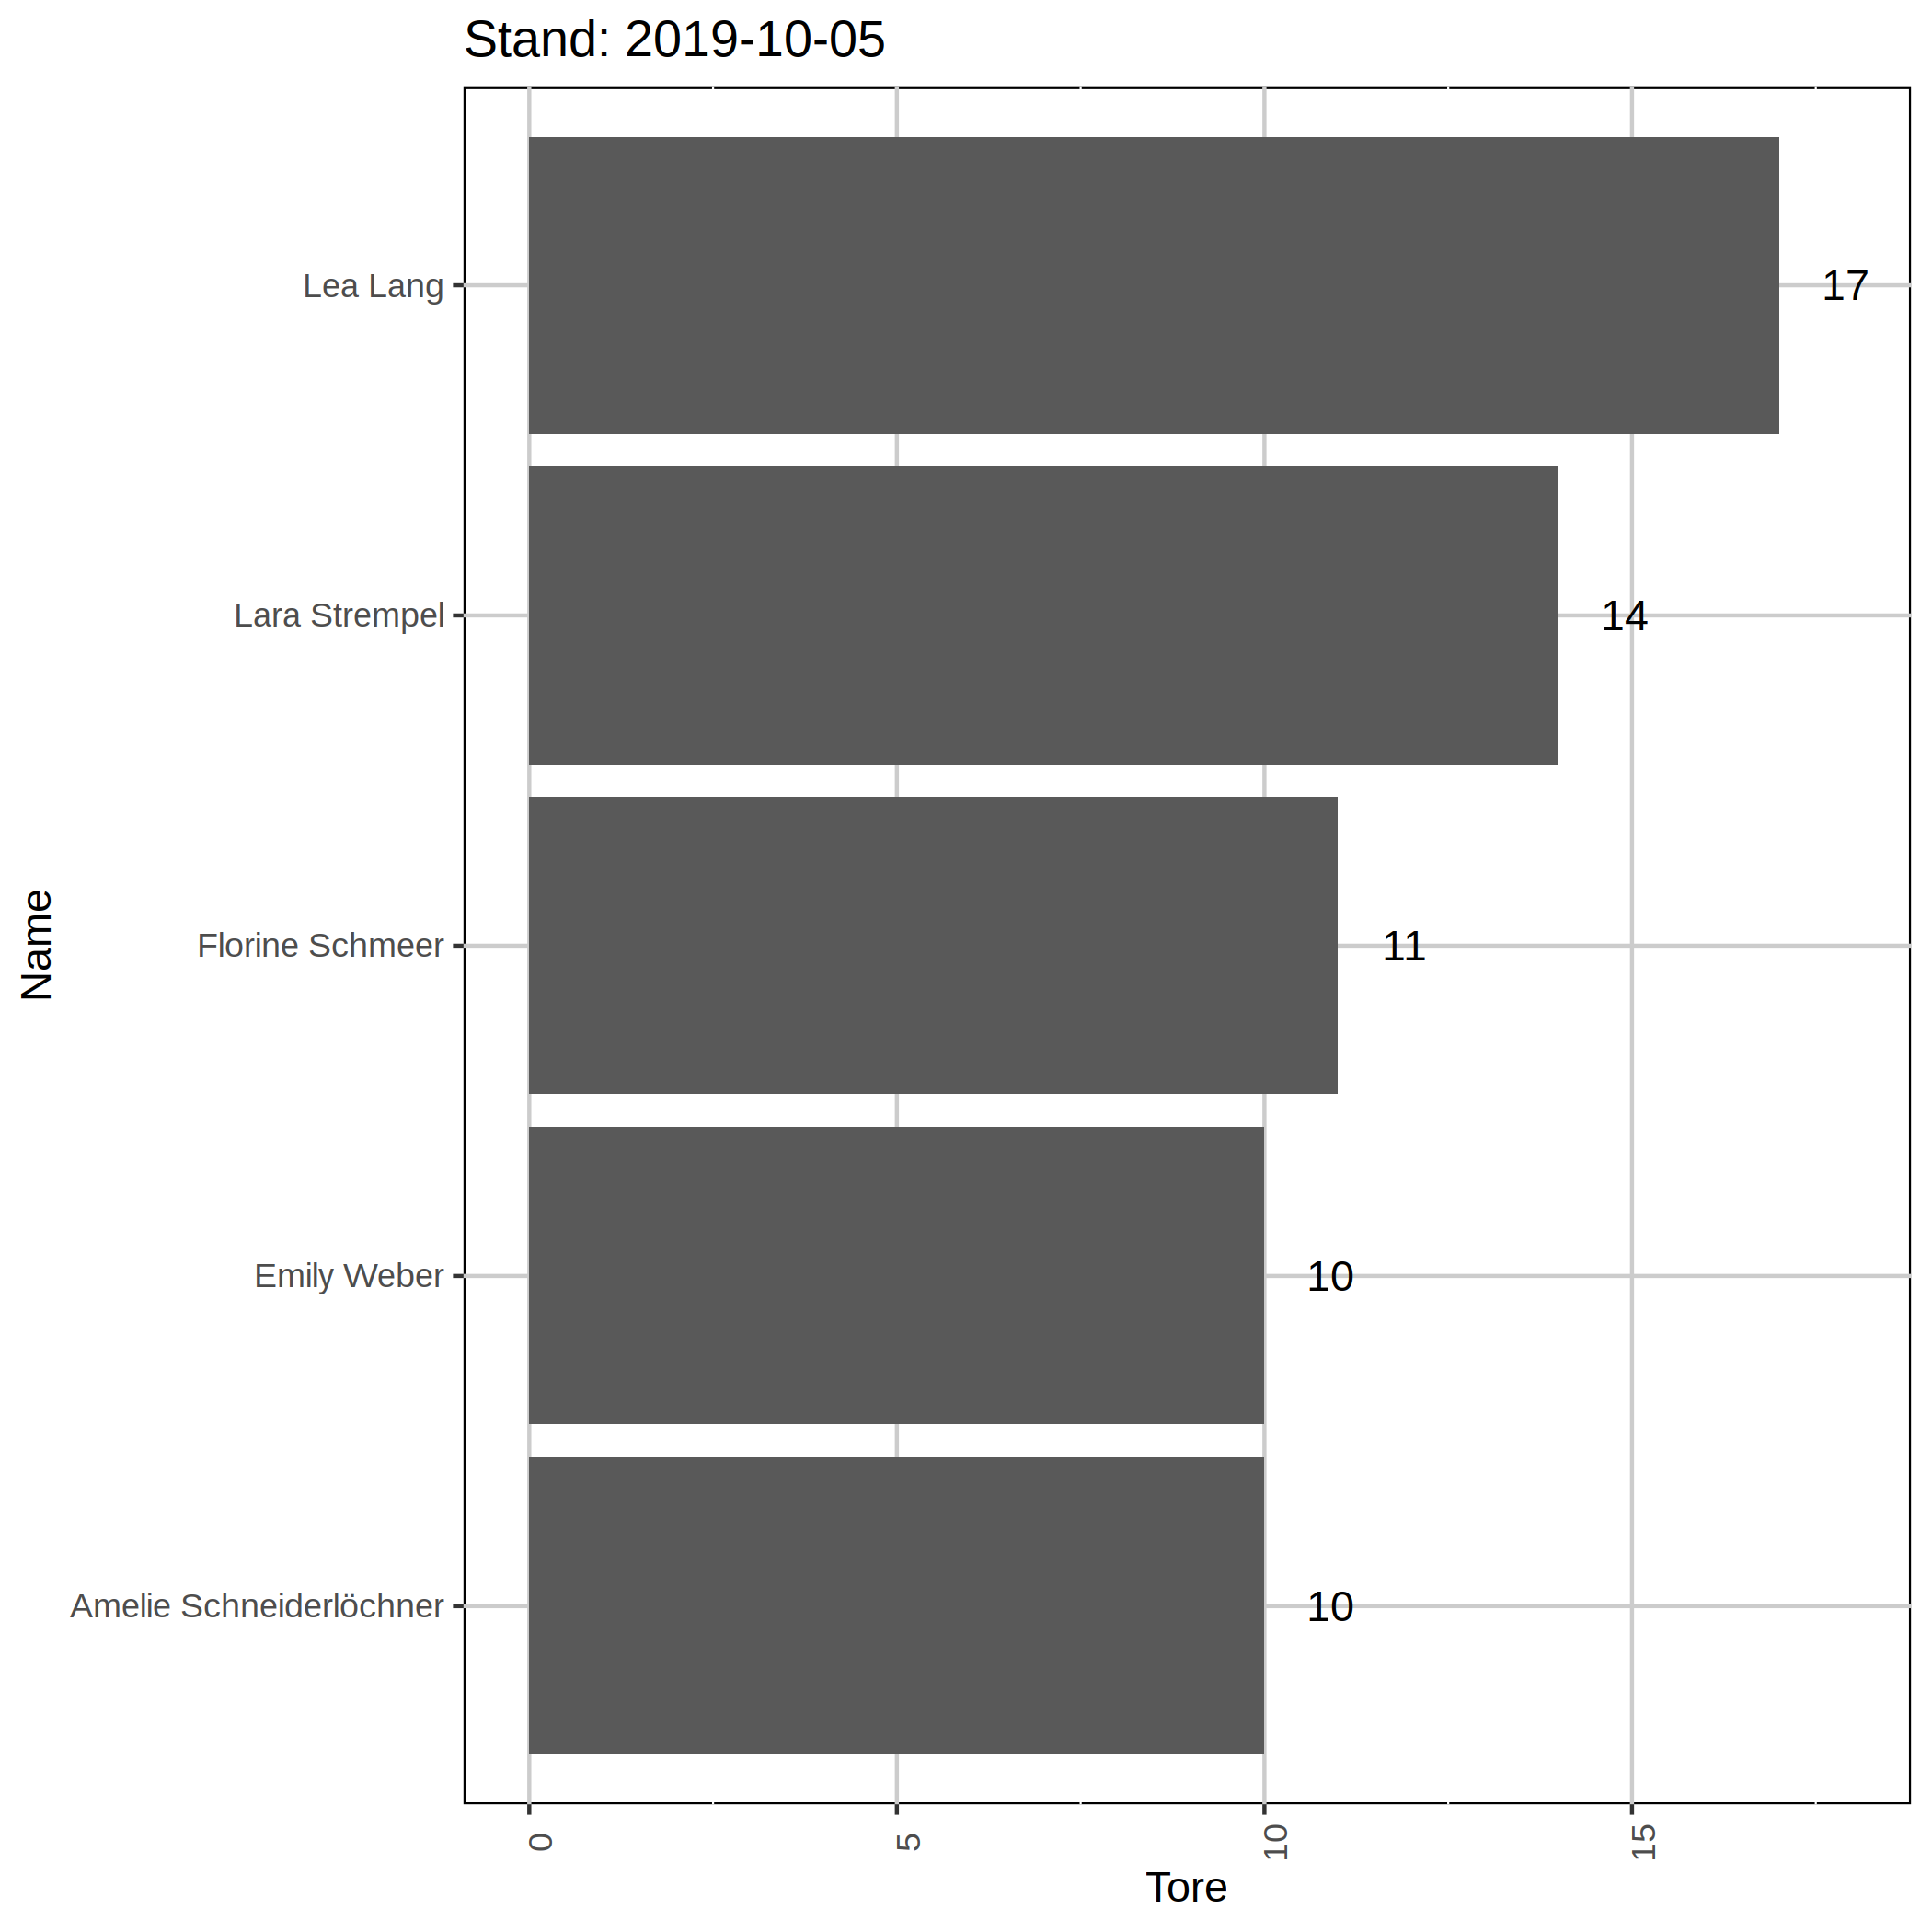 Stand: 2019-10-05
Name
Lea Lang
17
Lara Strempel
14
Florine Schmeer
11
Emily Weber
10
Amelie Schneiderlöchner
10
0
5
10
15
Tore